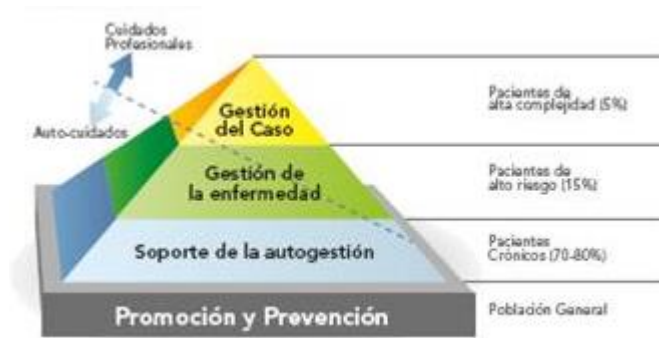 Cuidados
Profesionales
Auto-cuidados
Gestión
del Caso
Pacientes de
alta complejidad (5%)
Gestión de
la enfermedad
Pacientes de
alto riesgo (15%)
Soporte de la autogestión
Pacientes
Crónicos (70-80%)
Promoción y Prevención
Población General